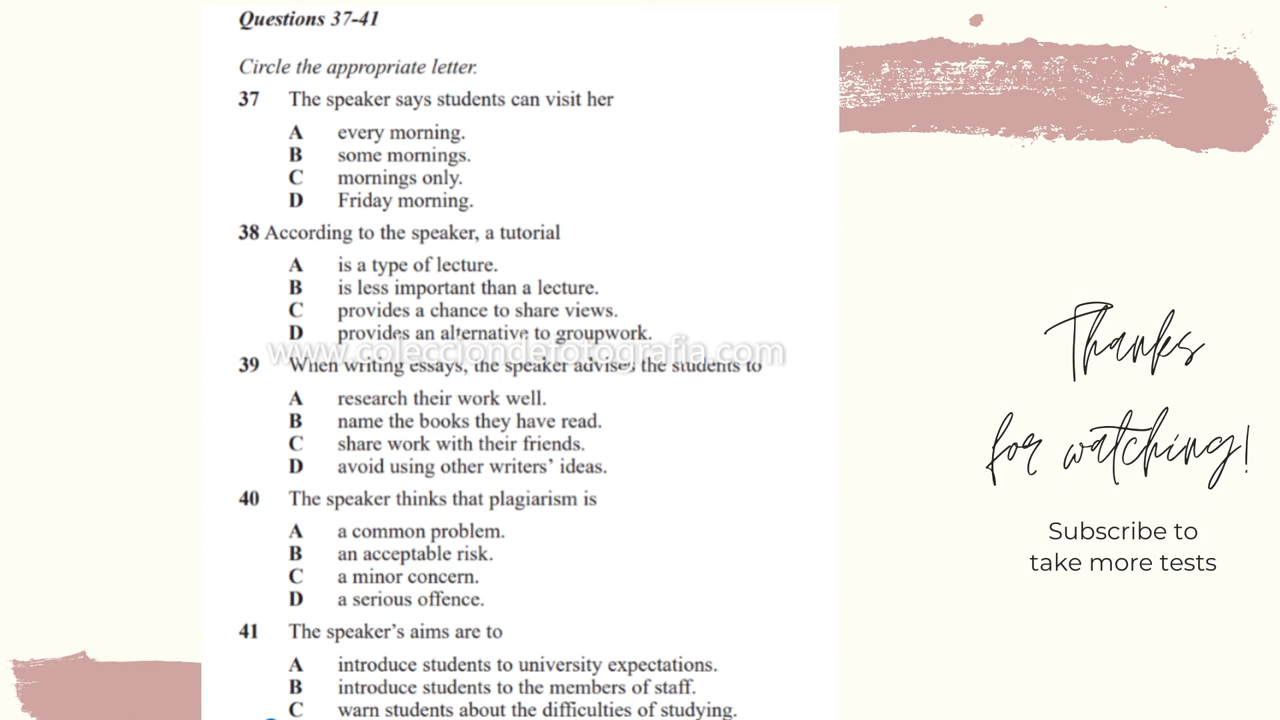 Questions 37-41
Circle the appropriate letter.
37 The speaker says students can visit her
A every morning.
B some mornings.
C mornings only.
D Friday morning.
38 According to the speaker, a tutorial
A is a type of lecture.
B is less important than a lecture.
C provides a chance to share views.
D provides an alternative to groupwork.
www.colecciondefotografia.com
39 When writing essays, the speaker advises the students to
A research their work well.
B name the books they have read.
C share work with their friends.
D avoid using other writers' ideas.
40 The speaker thinks that plagiarism is
A a common problem.
B an acceptable risk.
C a minor concern.
D a serious offence.
41 The speaker's aims are to
A introduce students to university expectations.
B introduce students to the members of staff.
C warn students about the difficulties of studying.
Thanks
for watching!
Subscribe to
take more tests